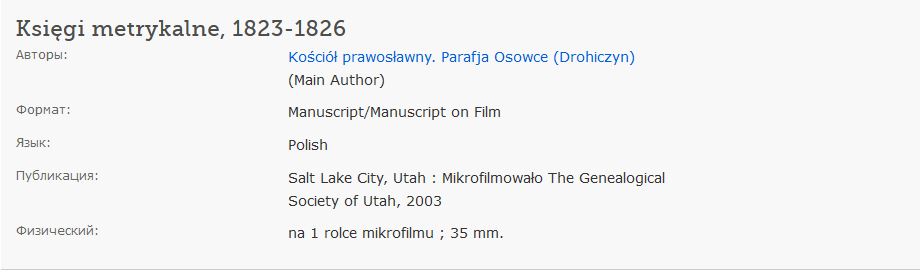 Księgi metrykalne, 1823-1826
Авторы: Kościół prawosławny. Parafja Osowce (Drohiczyn)
(Main Author)
Формат: Manuscript/Manuscript on Film
Язык: Polish
Публикация: Salt Lake City, Utah : Mikrofilmowało The Genealogical
Society of Utah, 2003
Физический: na 1 rolce mikrofilmu ; 35 mm.